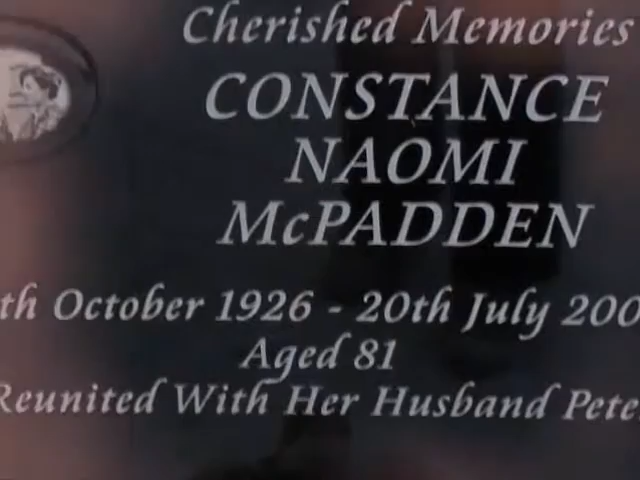 Cherished Memories
CONSTANCE
NAOMI
McPADDEN
th October 1926 - 20th July 200
Aged 81
Reunited With Her Husband Pete